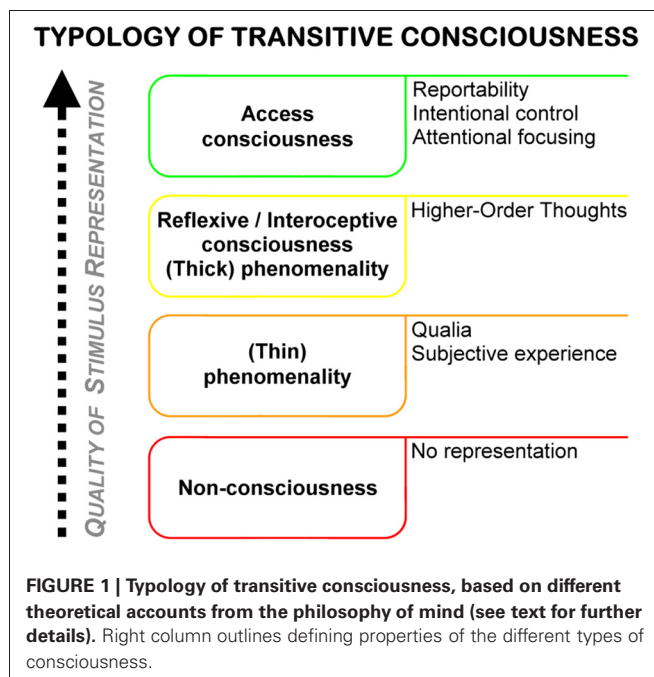 TYPOLOGY OF TRANSITIVE CONSCIOUSNESS
QUALITY OF STIMULUS REPRESENTATION
Access
consciousness
Reportability
Intentional control
Attentional focusing
Reflexive / Interoceptive
consciousness
(Thick) phenomenality
Higher-Order Thoughts
(Thin)
phenomenality
Qualia
Subjective experience
Non-consciousness
No representation
FIGURE 1 | Typology of transitive consciousness, based on different
theoretical accounts from the philosophy of mind (see text for further
details). Right column outlines defining properties of the different types of
consciousness.